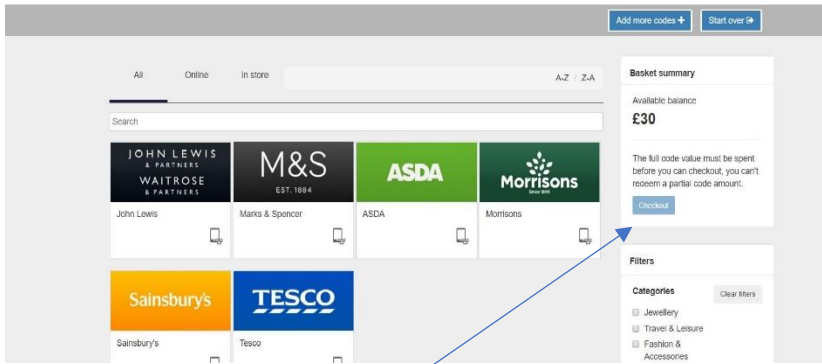 Add more codes + Start over
All Online In store A-Z / Z-A
Search
JOHN LEWIS
& PARTNERS
WAITROSE
& PARTNERS
M&S
EST. 1884
ASDA
Morrisons
Since 1899
John Lewis Marks & Spencer ASDA Morrisons
Sainsbury's
TESCO
Sainsbury's Tesco
Basket summary
Available balance
£30
The full code value must be spent
before you can checkout, you can't
redeem a partial code amount.
Checkout
Filters
Categories Clear filters
Jewellery
Travel & Leisure
Fashion &
Accessories